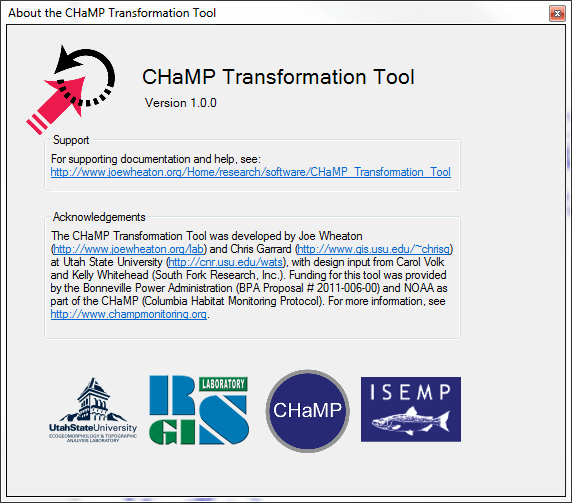 About the CHaMP Transformation Tool
CHaMP Transformation Tool
Version 1.0.0
Support
For supporting documentation and help, see:
http://www.joewheaton.org/Home/research/software/CHaMP_Transformation_Tool
Acknowledgements
The CHaMP Transformation Tool was developed by Joe Wheaton
(http://www.joewheaton.org/lab) and Chris Garrard (http://www.gis.usu.edu/~chrisg)
at Utah State University (http://cnr.usu.edu/wats), with design input from Carol Volk
and Kelly Whitehead (South Fork Research, Inc.). Funding for this tool was provided
by the Bonneville Power Administration (BPA Proposal # 2011-006-00) and NOAA as
part of the CHaMP (Columbia Habitat Monitoring Protocol). For more information, see
http://www.champmonitoring.org.
UtahStateUniversity
ECOGEOMORPHOLOGY & TOPOGRAPHIC
ANALYSIS LABORATORY
RS
LABORATORY
GIS
CHaMP
ISEMP